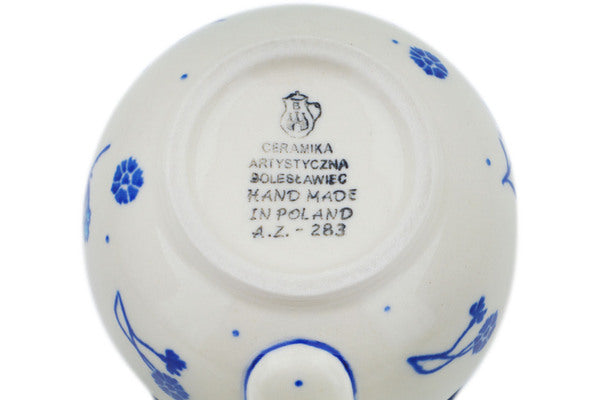 B
CERAMIKA
ARTYSTYCZNA
BOLESŁAWIEC
HAND MADE
IN POLAND
A.Z. - 283